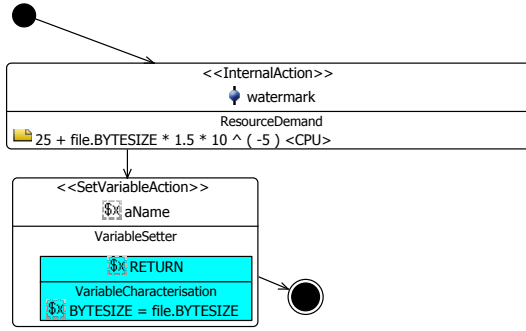 <<InternalAction>>
watermark
ResourceDemand
25 + file.BYTESIZE * 1.5 * 10 ^ ( -5 ) <CPU>
<<SetVariableAction>>
$x aName
VariableSetter
$x RETURN
VariableCharacterisation
$x BYTESIZE = file.BYTESIZE